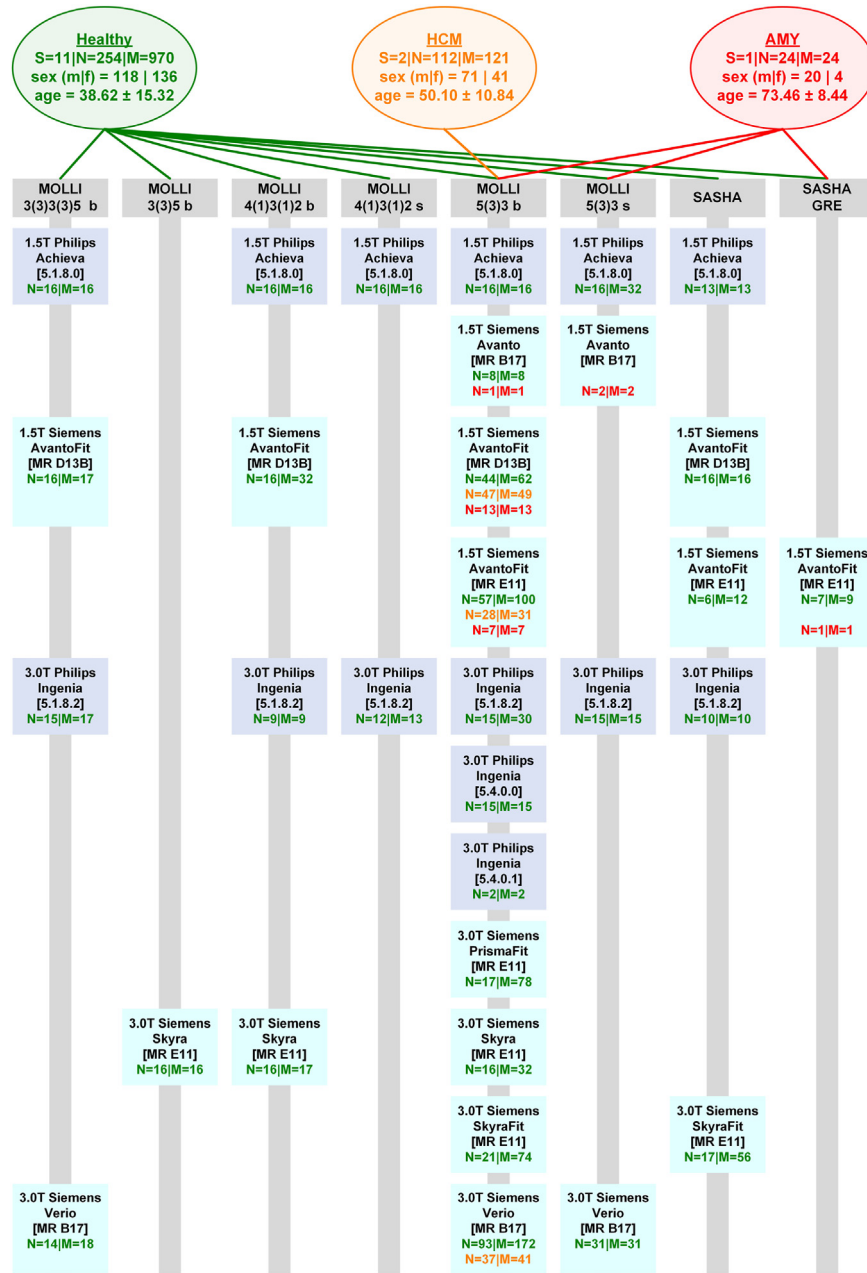 Healthy
S=11|N=254|M=970
sex (m|f) = 118 | 136
age = 38.62 ± 15.32
HCM
S=2|N=112|M=121
sex (m|f) = 71 | 41
age = 50.10 ± 10.84
AMY
S=1|N=24|M=24
sex (m|f) = 20 | 4
age = 73.46 ± 8.44
MOLLI
3(3)3(3)5 b
MOLLI
3(3)5 b
MOLLI
4(1)3(1)2 b
MOLLI
4(1)3(1)2 s
MOLLI
5(3)3 b
MOLLI
5(3)3 s
SASHA
SASHA
GRE
1.5T Philips
Achieva
[5.1.8.0]
N=16|M=16
1.5T Philips
Achieva
[5.1.8.0]
N=16|M=16
1.5T Philips
Achieva
[5.1.8.0]
N=16|M=16
1.5T Philips
Achieva
[5.1.8.0]
N=16|M=16
1.5T Philips
Achieva
[5.1.8.0]
N=16|M=32
1.5T Philips
Achieva
[5.1.8.0]
N=13|M=13
1.5T Siemens
Avanto
[MR B17]
N=8|M=8
N=1|M=1
1.5T Siemens
Avanto
[MR B17]
N=2|M=2
1.5T Siemens
AvantoFit
[MR D13B]
N=16|M=17
1.5T Siemens
AvantoFit
[MR D13B]
N=16|M=32
1.5T Siemens
AvantoFit
[MR D13B]
N=44|M=62
N=47|M=49
N=13|M=13
1.5T Siemens
AvantoFit
[MR D13B]
N=16|M=16
1.5T Siemens
AvantoFit
[MR E11]
N=57|M=100
N=28|M=31
N=7|M=7
1.5T Siemens
AvantoFit
[MR E11]
N=6|M=12
1.5T Siemens
AvantoFit
[MR E11]
N=7|M=9
N=1|M=1
3.0T Philips
Ingenia
[5.1.8.2]
N=15|M=17
3.0T Philips
Ingenia
[5.1.8.2]
N=9|M=9
3.0T Philips
Ingenia
[5.1.8.2]
N=12|M=13
3.0T Philips
Ingenia
[5.1.8.2]
N=15|M=30
3.0T Philips
Ingenia
[5.1.8.2]
N=15|M=15
3.0T Philips
Ingenia
[5.1.8.2]
N=10|M=10
3.0T Philips
Ingenia
[5.4.0.0]
N=15|M=15
3.0T Philips
Ingenia
[5.4.0.1]
N=2|M=2
3.0T Siemens
PrismaFit
[MR E11]
N=17|M=78
3.0T Siemens
Skyra
[MR E11]
N=16|M=16
3.0T Siemens
Skyra
[MR E11]
N=16|M=17
3.0T Siemens
Skyra
[MR E11]
N=16|M=32
3.0T Siemens
SkyraFit
[MR E11]
N=21|M=74
3.0T Siemens
SkyraFit
[MR E11]
N=17|M=56
3.0T Siemens
Verio
[MR B17]
N=14|M=18
3.0T Siemens
Verio
[MR B17]
N=93|M=172
N=37|M=41
3.0T Siemens
Verio
[MR B17]
N=31|M=31